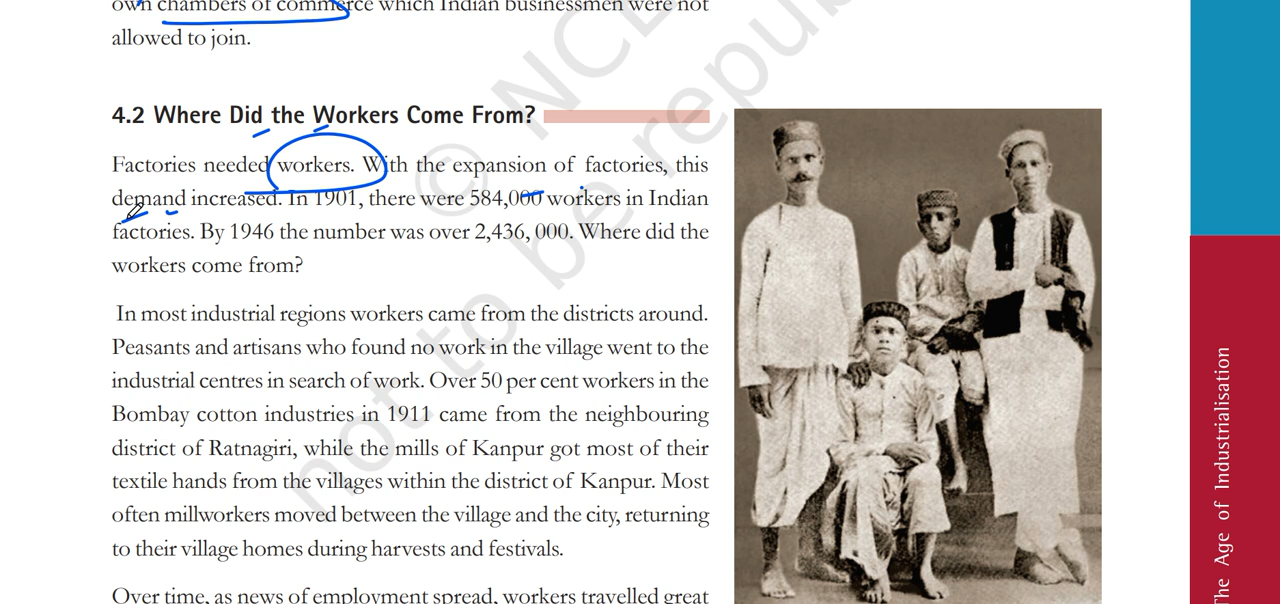 own chambers of commerce which Indian businessmen were not
allowed to join.
4.2 Where Did the Workers Come From?
Factories needed workers. With the expansion of factories, this
demand increased. In 1901, there were 584,000 workers in Indian
factories. By 1946 the number was over 2,436, 000. Where did the
workers come from?
In most industrial regions workers came from the districts around.
Peasants and artisans who found no work in the village went to the
industrial centres in search of work. Over 50 per cent workers in the
Bombay cotton industries in 1911 came from the neighbouring
district of Ratnagiri, while the mills of Kanpur got most of their
textile hands from the villages within the district of Kanpur. Most
often millworkers moved between the village and the city, returning
to their village homes during harvests and festivals.
Over time, as news of employment spread, workers travelled great
The Age of Industrialisation
© NCE
not to be repub